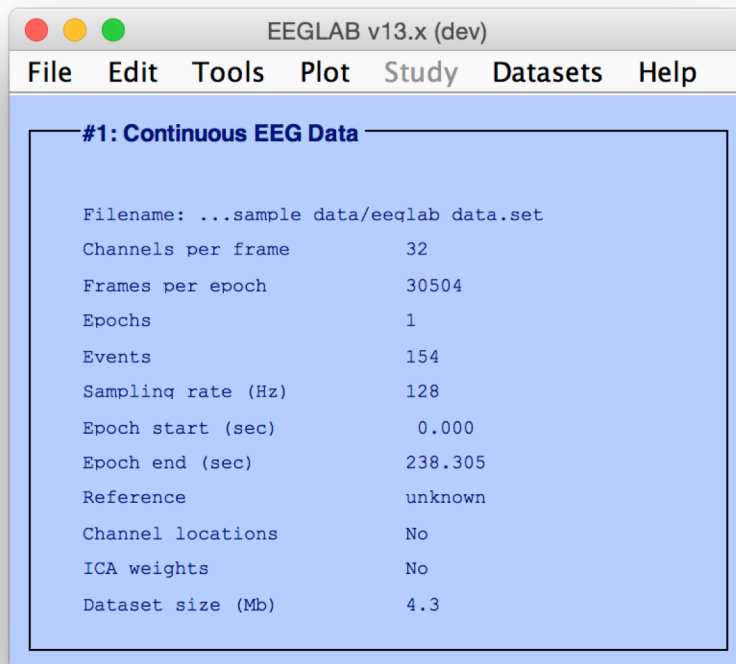 EEGLAB v13.x (dev)
File Edit Tools Plot Study Datasets Help
#1: Continuous EEG Data
Filename: ...sample data/eeglab data.set
Channels per frame 32
Frames per epoch 30504
Epochs 1
Events 154
Sampling rate (Hz) 128
Epoch start (sec) 0.000
Epoch end (sec) 238.305
Reference unknown
Channel locations No
ICA weights No
Dataset size (Mb) 4.3